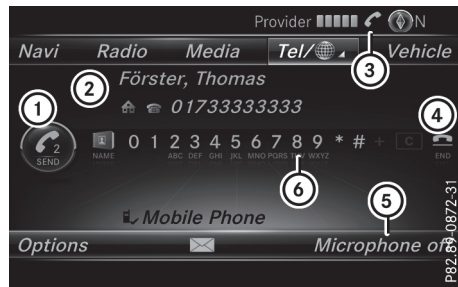 Provider N
Navi Radio Media Tel/ Vehicle
3
1 2 Förster, Thomas
01733333333
4
2 SEND
NAME 0 1 2 3 4 5 6 7 8 9 * # + C END
ABC DEF GHI JKL MNO PQRS TUV WXYZ
6
5
Mobile Phone
Options Microphone off
P82.89-0872-31